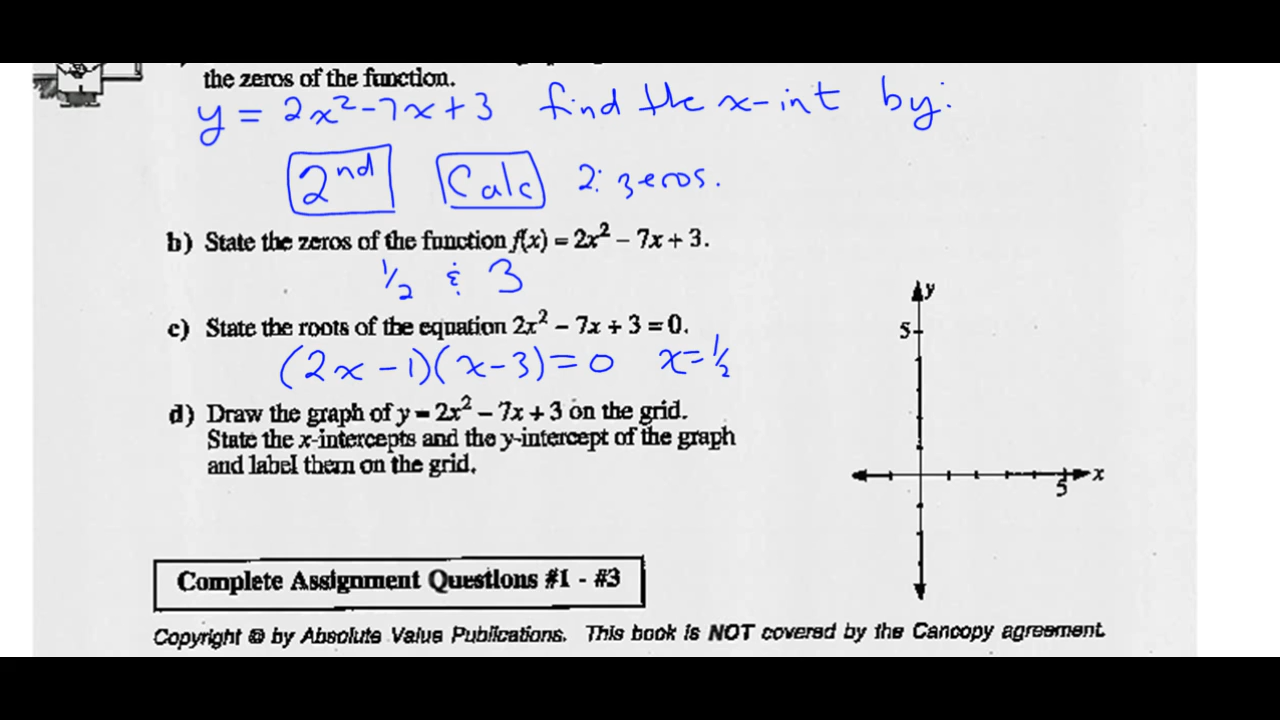 the zeros of the function.
y = 2x² - 7x + 3 find the x-int by:
2nd Calc 2: zeros.
b) State the zeros of the function f(x) = 2x² – 7x + 3.
½ & 3
c) State the roots of the equation 2x² – 7x + 3 = 0.
(2x - 1)(x - 3) = 0 x = ½
d) Draw the graph of y = 2x² – 7x + 3 on the grid.
State the x-intercepts and the y-intercept of the graph
and label them on the grid.
y
5
x
5
Complete Assignment Questions #1 - #3
Copyright © by Absolute Value Publications. This book is NOT covered by the Cancopy agreement.